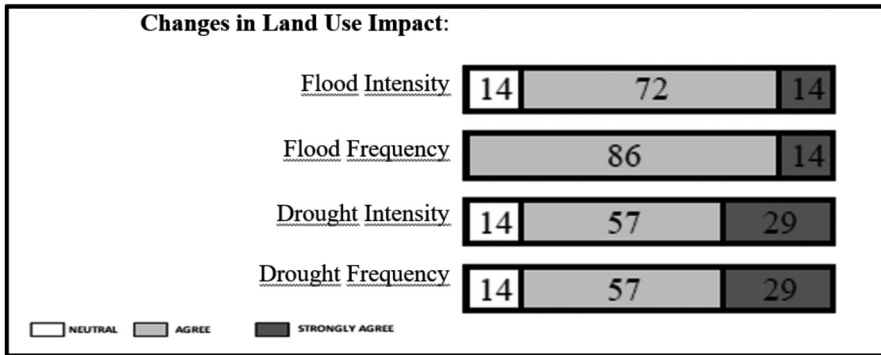 Changes in Land Use Impact:
Flood Intensity 14 72 14
Flood Frequency 86 14
Drought Intensity 14 57 29
Drought Frequency 14 57 29
NEUTRAL AGREE STRONGLY AGREE